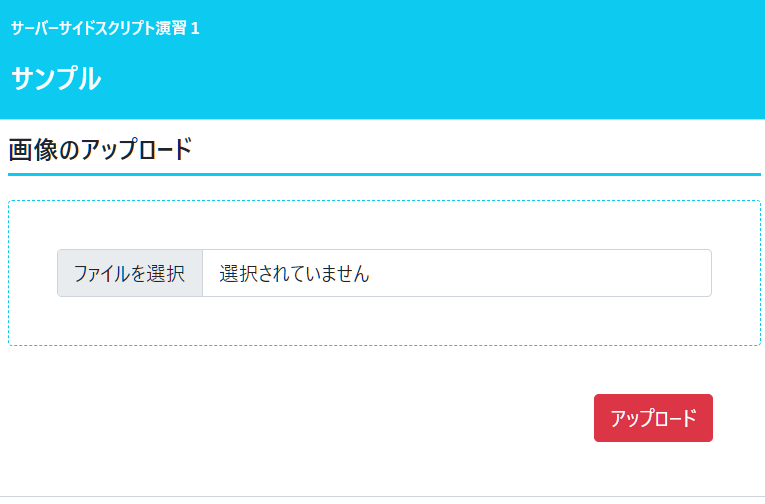 サーバーサイドスクリプト演習 1
サンプル
画像のアップロード
ファイルを選択 選択されていません
アップロード